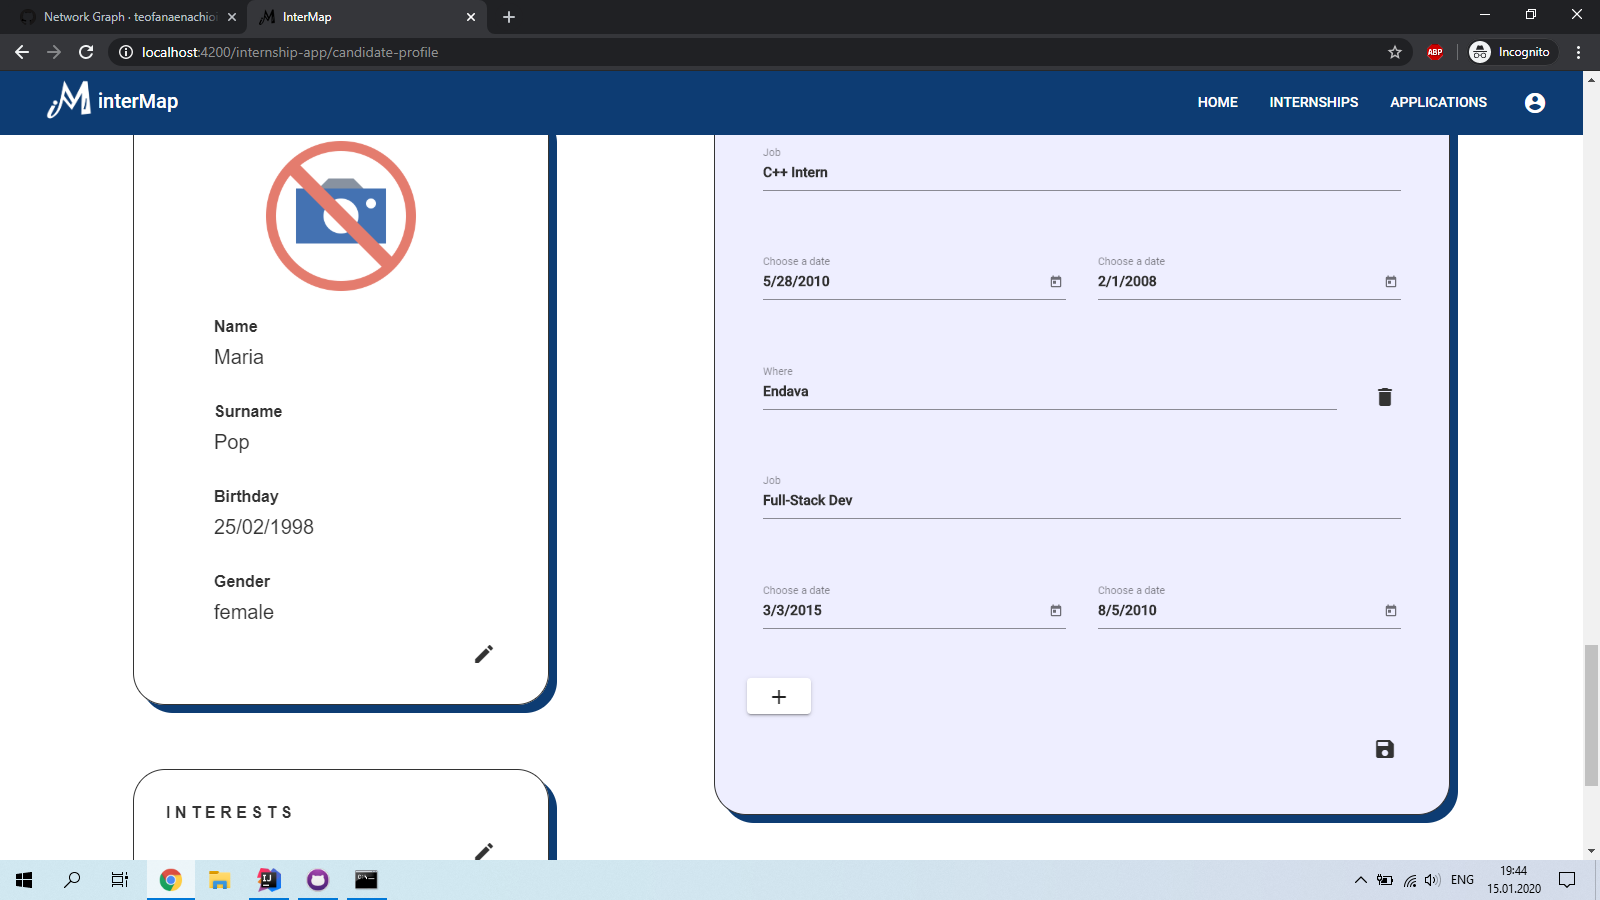 Network Graph · teofanaenachioi
InterMap
localhost:4200/internship-app/candidate-profile
ABP
Incognito
iM interMap
HOME
INTERNSHIPS
APPLICATIONS
Name
Maria
Surname
Pop
Birthday
25/02/1998
Gender
female
INTERESTS
Job
C++ Intern
Choose a date
5/28/2010
Choose a date
2/1/2008
Where
Endava
Job
Full-Stack Dev
Choose a date
3/3/2015
Choose a date
8/5/2010
+
IJ
ENG
19:44
15.01.2020